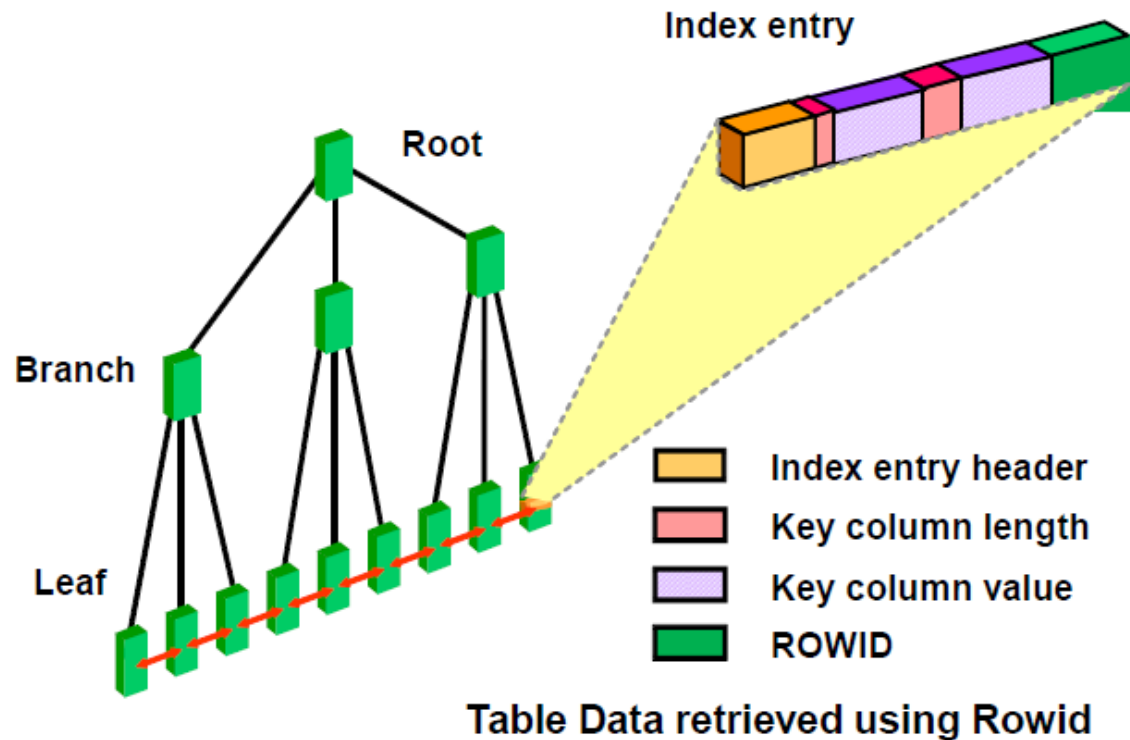 Index entry
Root
Branch
Leaf
Index entry header
Key column length
Key column value
ROWID
Table Data retrieved using Rowid